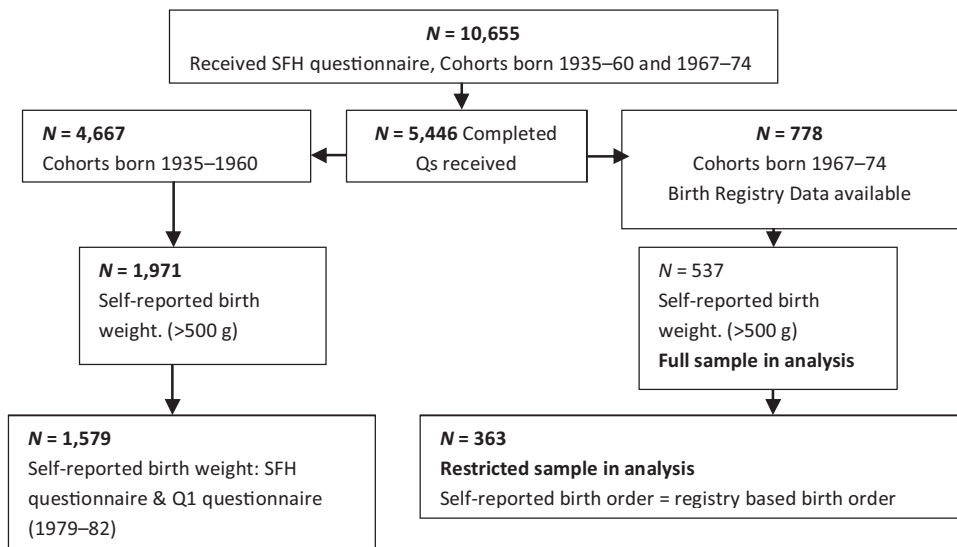 N = 10,655
Received SFH questionnaire, Cohorts born 1935–60 and 1967–74
N = 4,667
Cohorts born 1935–1960
N = 5,446 Completed
Qs received
N = 778
Cohorts born 1967–74
Birth Registry Data available
N = 1,971
Self-reported birth
weight. (>500 g)
N = 537
Self-reported birth
weight. (>500 g)
Full sample in analysis
N = 1,579
Self-reported birth weight: SFH
questionnaire & Q1 questionnaire
(1979–82)
N = 363
Restricted sample in analysis
Self-reported birth order = registry based birth order